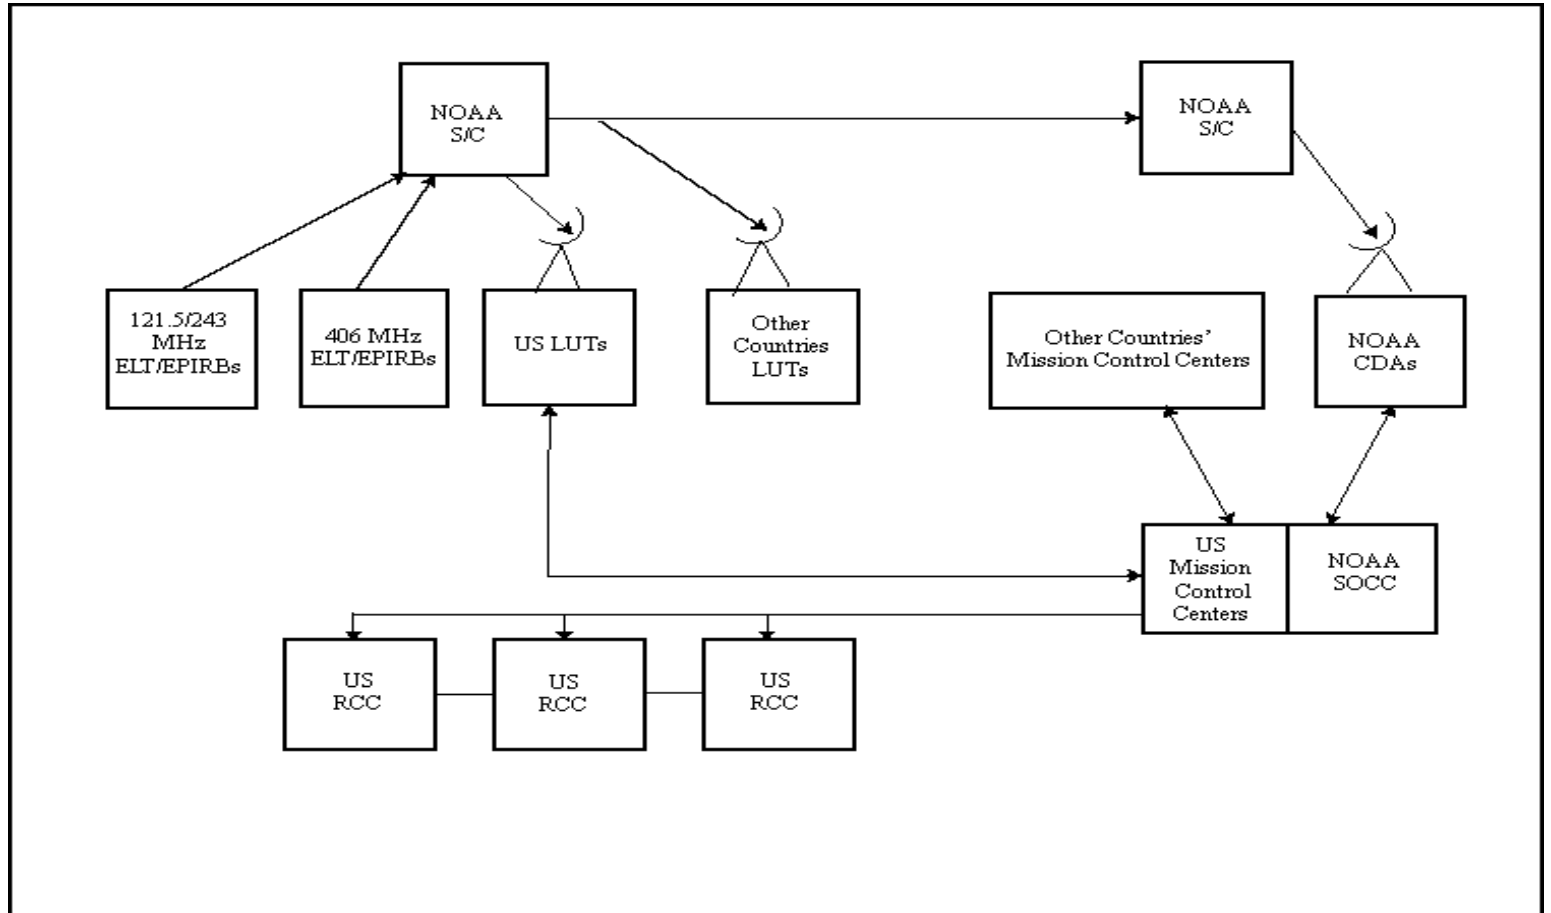 NOAA
S/C
NOAA
S/C
121.5/243
MHz
ELT/EPIRBs
406 MHz
ELT/EPIRBs
US LUTs
Other
Countries
LUTs
Other Countries'
Mission Control Centers
NOAA
CDAs
US
Mission
Control
Centers
NOAA
SOCC
US
RCC
US
RCC
US
RCC